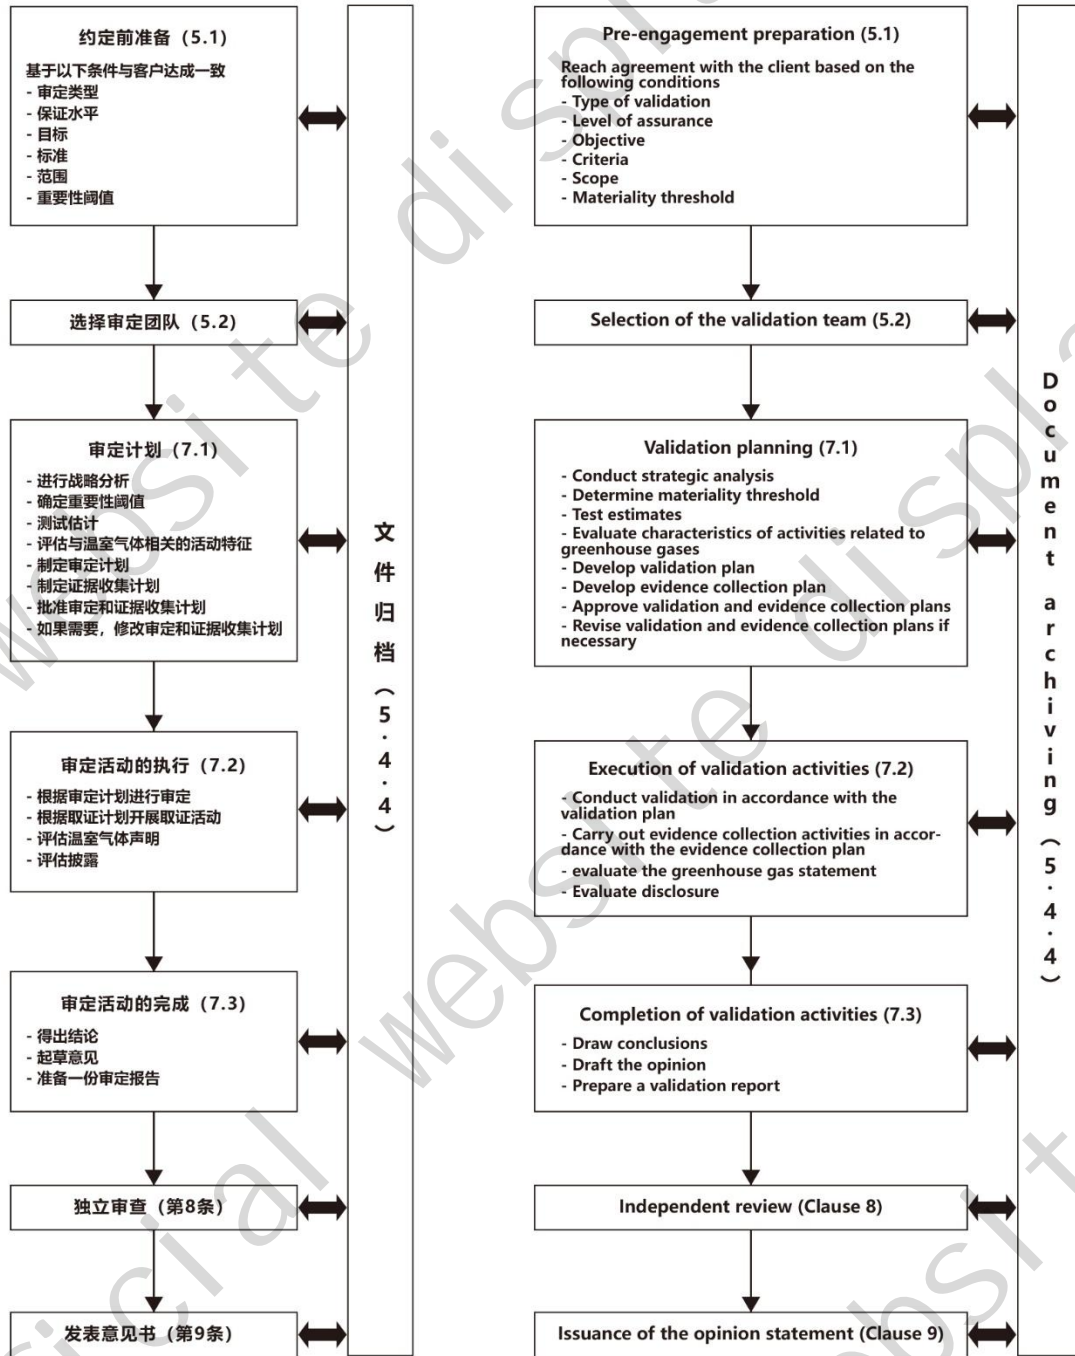 约定前准备（5.1）
基于以下条件与客户达成一致
- 审定类型
- 保证水平
- 目标
- 标准
- 范围
- 重要性阈值
选择审定团队（5.2）
审定计划（7.1）
- 进行战略分析
- 确定重要性阈值
- 测试估计
- 评估与温室气体相关的活动特征
- 制定审定计划
- 制定证据收集计划
- 批准审定和证据收集计划
- 如果需要，修改审定和证据收集计划
审定活动的执行（7.2）
- 根据审定计划进行审定
- 根据取证计划开展取证活动
- 评估温室气体声明
- 评估披露
审定活动的完成（7.3）
- 得出结论
- 起草意见
- 准备一份审定报告
独立审查（第8条）
发表意见书（第9条）
文件归档（5·4·4）
Pre-engagement preparation (5.1)
Reach agreement with the client based on the
following conditions
- Type of validation
- Level of assurance
- Objective
- Criteria
- Scope
- Materiality threshold
Selection of the validation team (5.2)
Validation planning (7.1)
- Conduct strategic analysis
- Determine materiality threshold
- Test estimates
- Evaluate characteristics of activities related to
greenhouse gases
- Develop validation plan
- Develop evidence collection plan
- Approve validation and evidence collection plans
- Revise validation and evidence collection plans if
necessary
Execution of validation activities (7.2)
- Conduct validation in accordance with the
validation plan
- Carry out evidence collection activities in accor-
dance with the evidence collection plan
- evaluate the greenhouse gas statement
- Evaluate disclosure
Completion of validation activities (7.3)
- Draw conclusions
- Draft the opinion
- Prepare a validation report
Independent review (Clause 8)
Issuance of the opinion statement (Clause 9)
Document archiving（5·4·4）
website display
website display